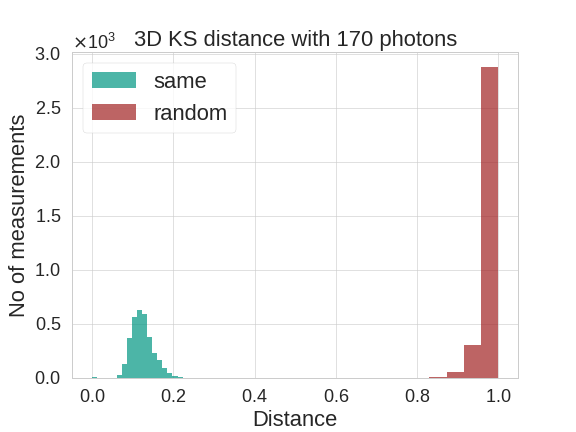 ×10³ 3D KS distance with 170 photons
same
random
No of measurements
3.0
2.5
2.0
1.5
1.0
0.5
0.0
0.0 0.2 0.4 0.6 0.8 1.0
Distance